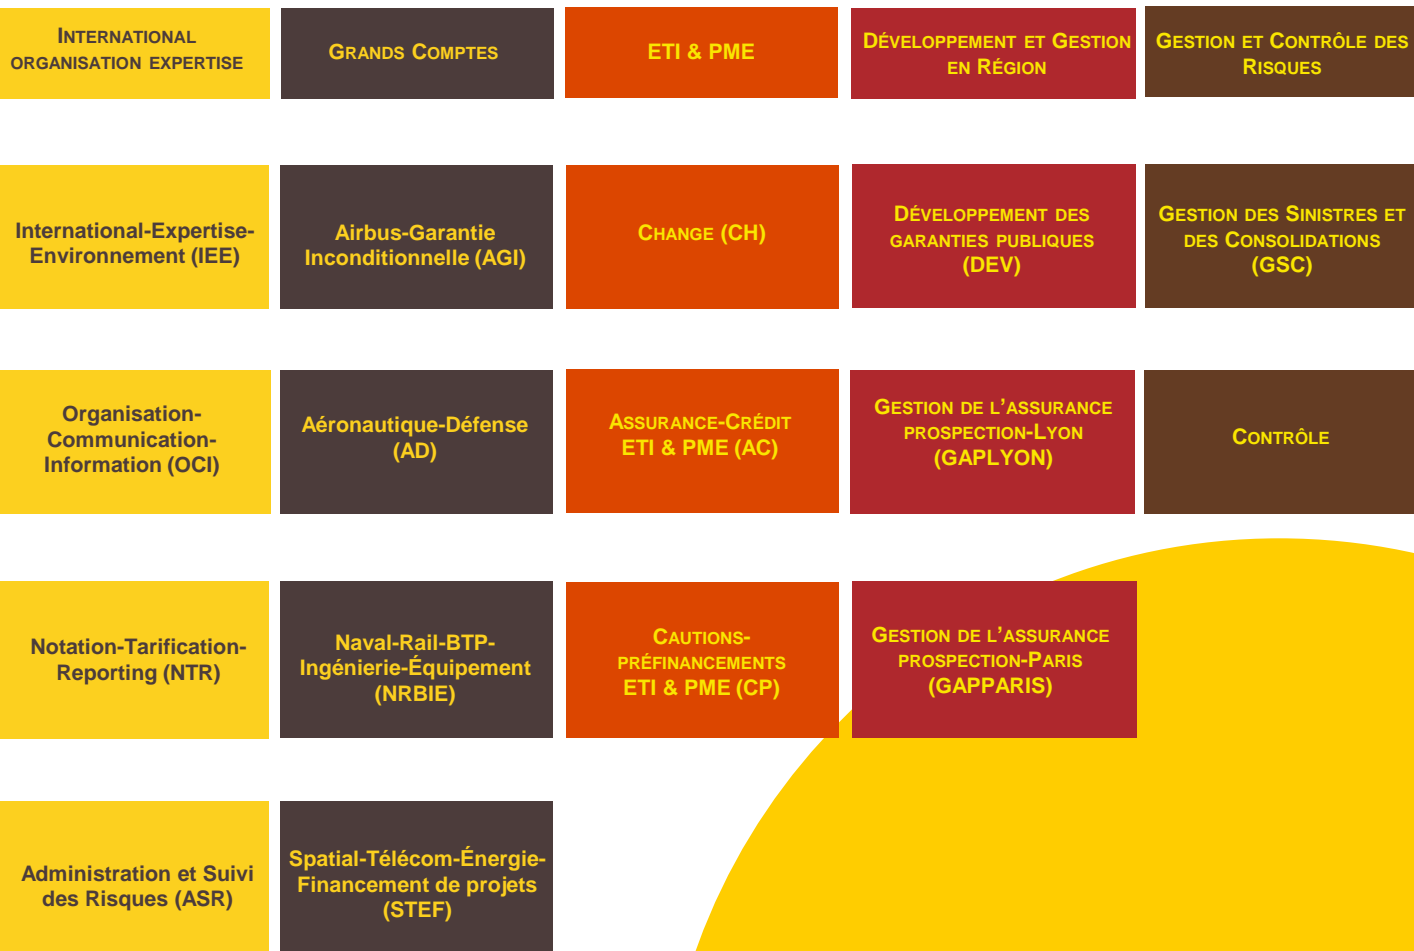 INTERNATIONAL
ORGANISATION EXPERTISE
GRANDS COMPTES
ETI & PME
DÉVELOPPEMENT ET GESTION
EN RÉGION
GESTION ET CONTRÔLE DES
RISQUES
International-Expertise-
Environnement (IEE)
Airbus-Garantie
Inconditionnelle (AGI)
CHANGE (CH)
DÉVELOPPEMENT DES
GARANTIES PUBLIQUES
(DEV)
GESTION DES SINISTRES ET
DES CONSOLIDATIONS
(GSC)
Organisation-
Communication-
Information (OCI)
Aéronautique-Défense
(AD)
ASSURANCE-CRÉDIT
ETI & PME (AC)
GESTION DE L’ASSURANCE
PROSPECTION-LYON
(GAPLYON)
CONTRÔLE
Notation-Tarification-
Reporting (NTR)
Naval-Rail-BTP-
Ingénierie-Équipement
(NRBIE)
CAUTIONS-
PRÉFINANCEMENTS
ETI & PME (CP)
GESTION DE L’ASSURANCE
PROSPECTION-PARIS
(GAPPARIS)
Administration et Suivi
des Risques (ASR)
Spatial-Télécom-Énergie-
Financement de projets
(STEF)